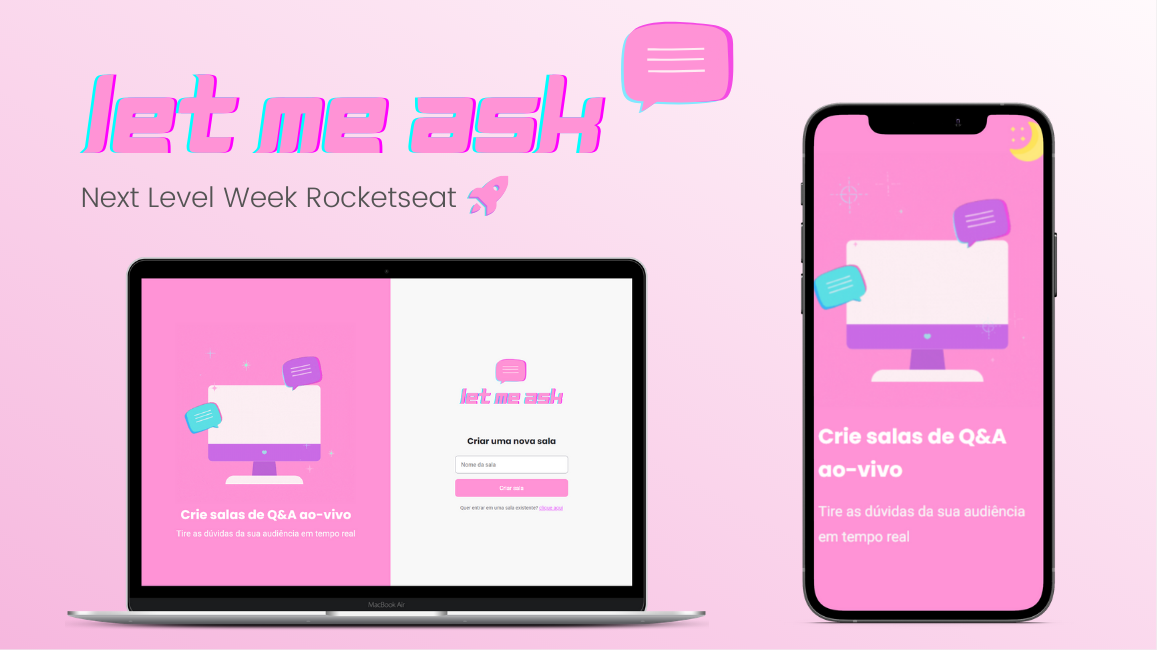 let me ask
Next Level Week Rocketseat
let me ask
Criar uma nova sala
Nome da sala
Criar sala
Quer entrar em uma sala existente? Clique aqui
Crie salas de Q&A ao-vivo
Tire as dúvidas da sua audiência em tempo real
MacBook Air
Crie salas de Q&A
ao-vivo
Tire as dúvidas da sua audiência
em tempo real